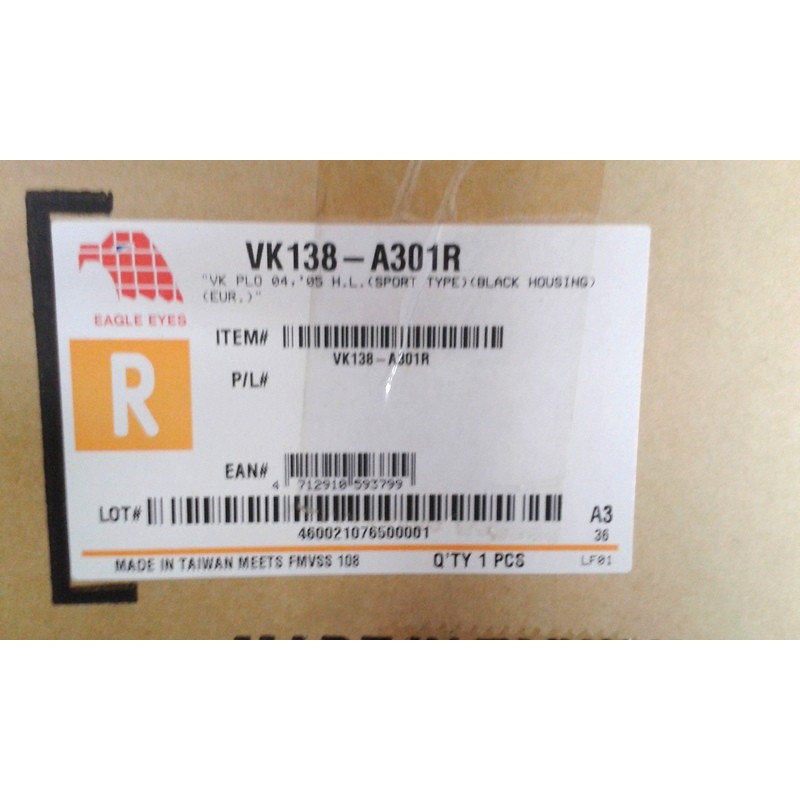 VK138-A301R
"VK PLO 04,'05 H.L.(SPORT TYPE)(BLACK HOUSING)
(EUR.)"
EAGLE EYES
R
ITEM#
VK138-A301R
P/L#
EAN#
4 712910 593799
LOT#
460021076500001
A3
36
MADE IN TAIWAN MEETS FMVSS 108
Q'TY 1 PCS
LF01